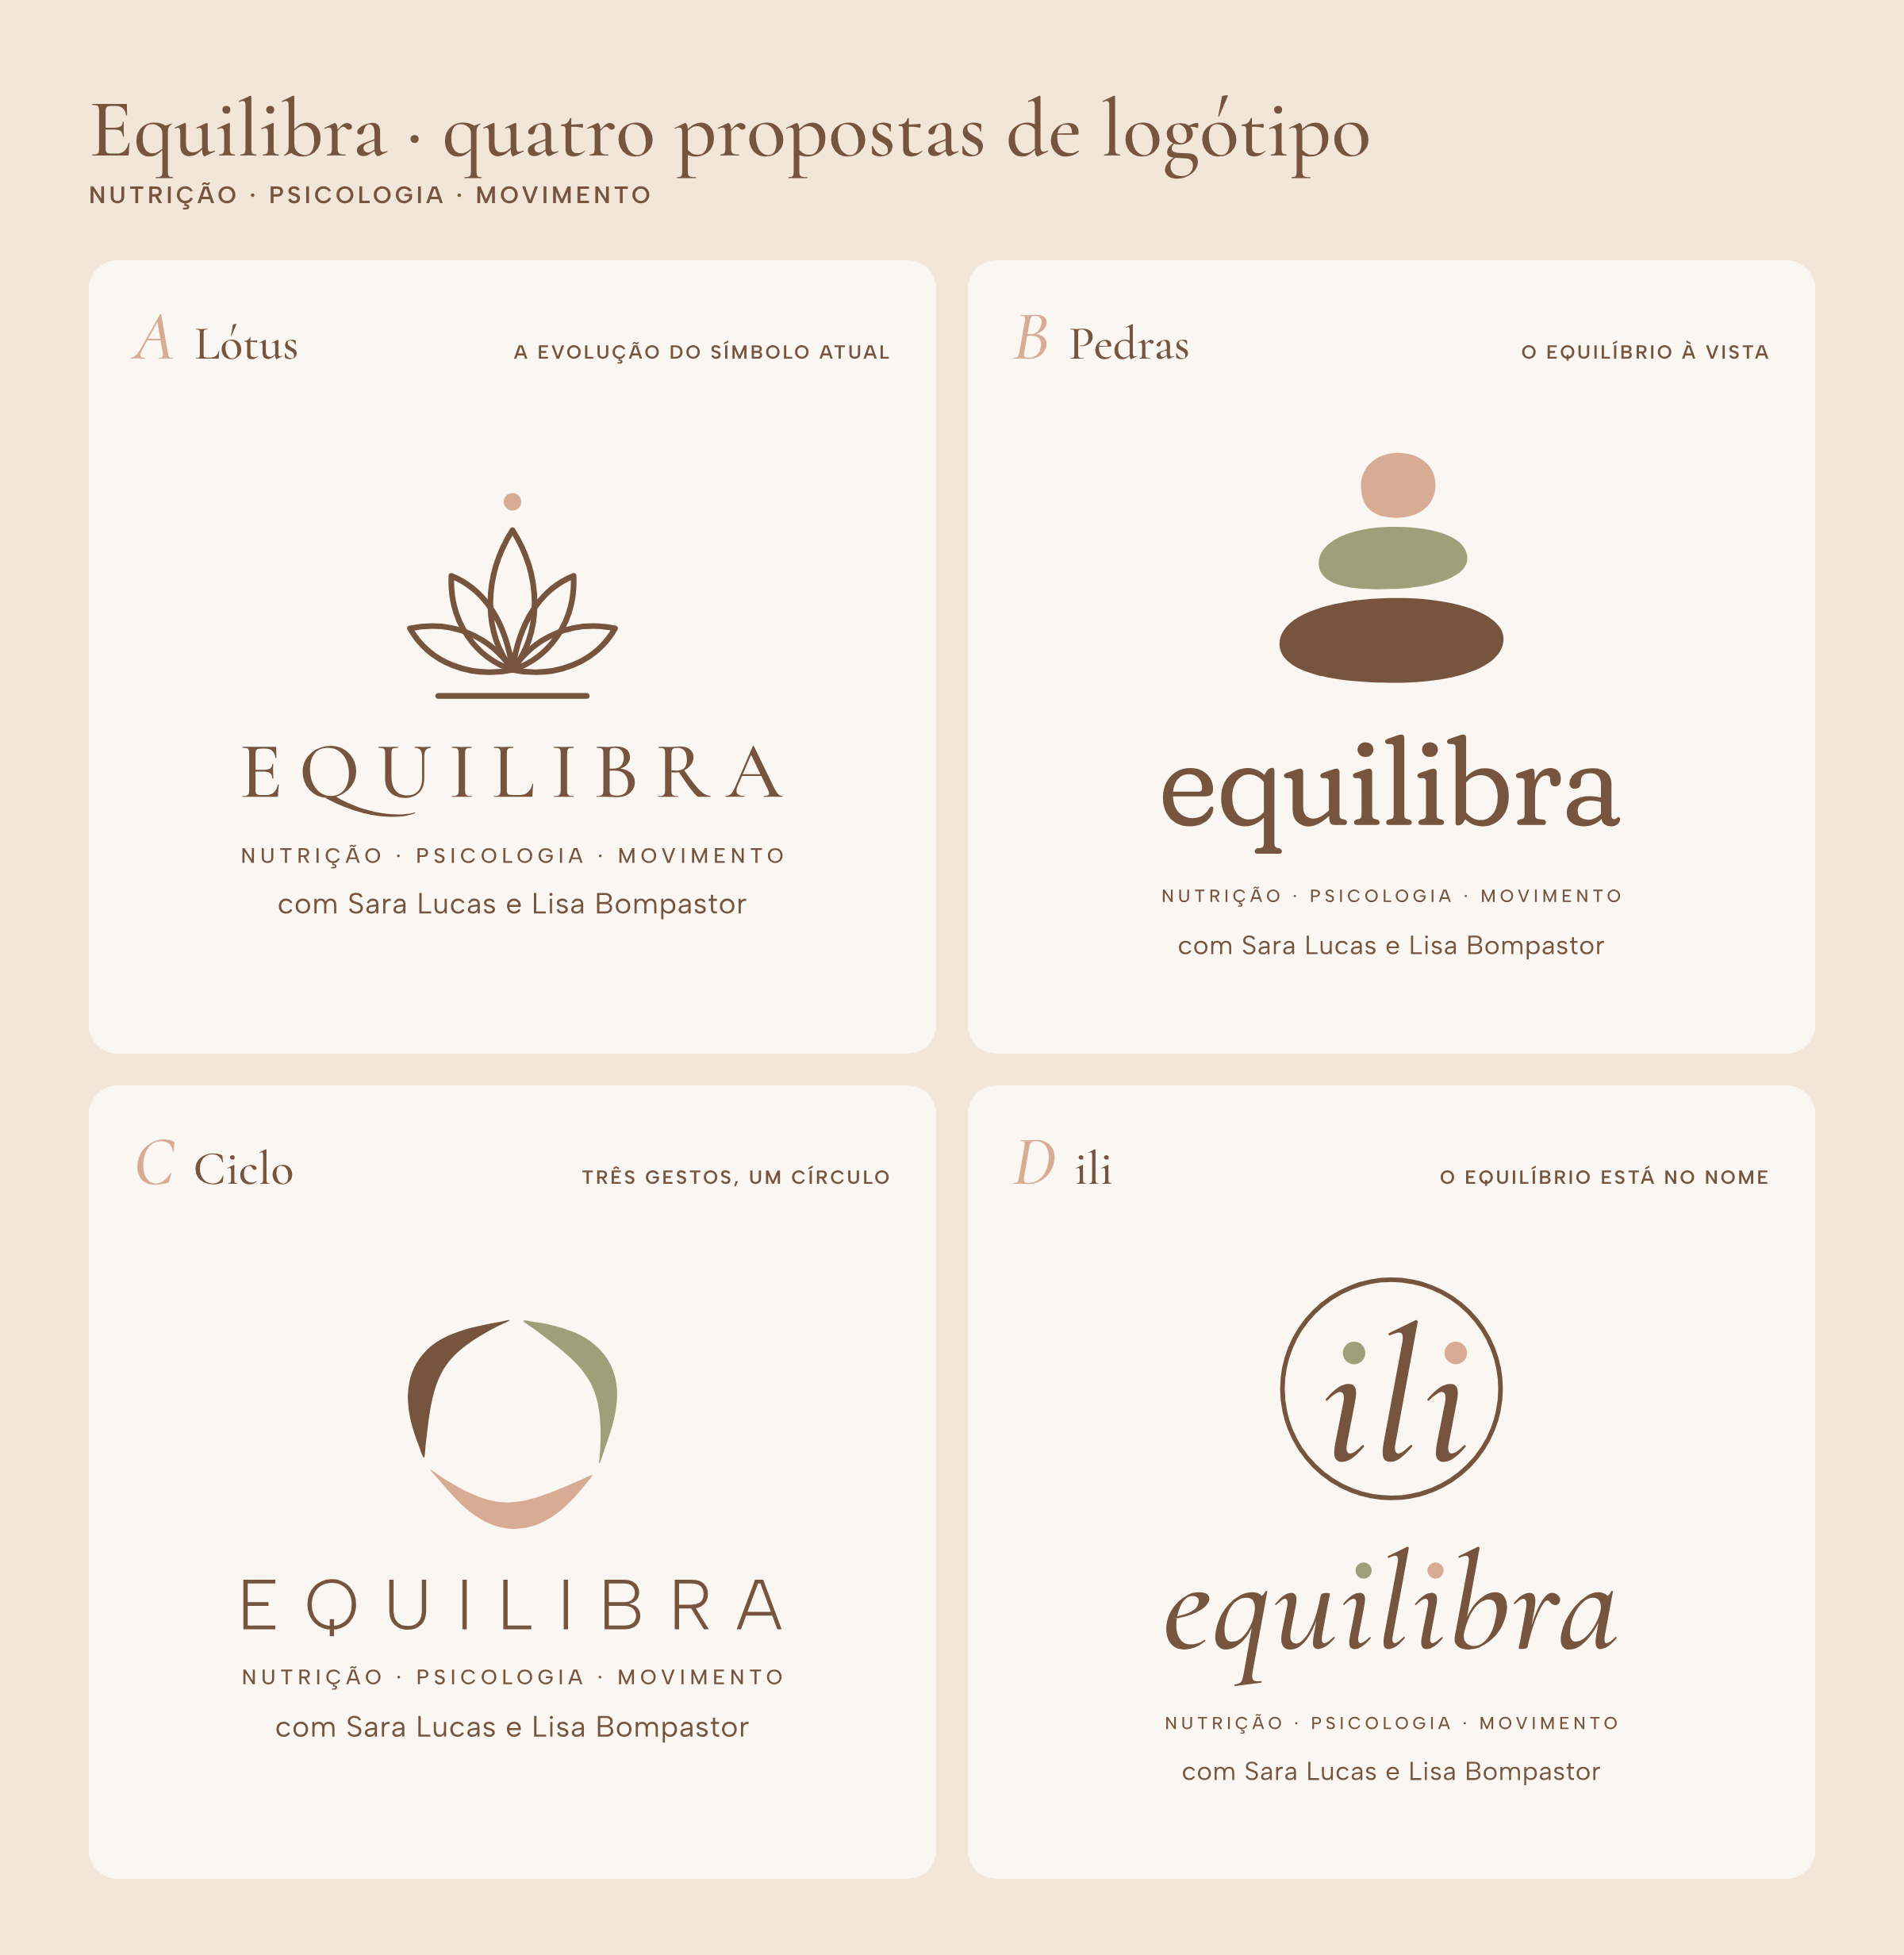 Equilibra · quatro propostas de logótipo
NUTRIÇÃO · PSICOLOGIA · MOVIMENTO
A Lótus
A EVOLUÇÃO DO SÍMBOLO ATUAL
EQUILIBRA
NUTRIÇÃO · PSICOLOGIA · MOVIMENTO
com Sara Lucas e Lisa Bompastor
B Pedras
O EQUILÍBRIO À VISTA
equilibra
NUTRIÇÃO · PSICOLOGIA · MOVIMENTO
com Sara Lucas e Lisa Bompastor
C Ciclo
TRÊS GESTOS, UM CÍRCULO
EQUILIBRA
NUTRIÇÃO · PSICOLOGIA · MOVIMENTO
com Sara Lucas e Lisa Bompastor
D ili
O EQUILÍBRIO ESTÁ NO NOME
ili
equilibra
NUTRIÇÃO · PSICOLOGIA · MOVIMENTO
com Sara Lucas e Lisa Bompastor